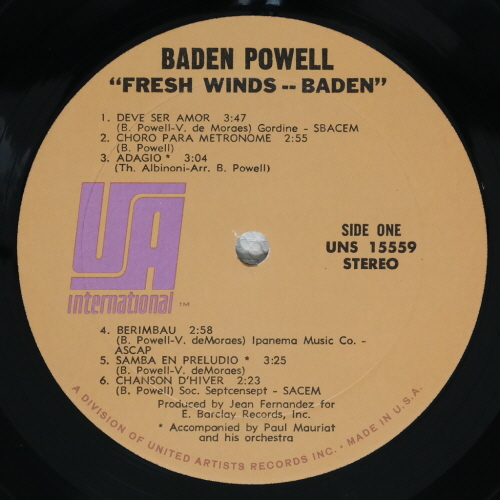 BADEN POWELL
"FRESH WINDS -- BADEN"
1. DEVE SER AMOR 3:47
(B. Powell-V. de Moraes) Gordine - SBACEM
2. CHORO PARA METRONOME 2:55
(B. Powell)
3. ADAGIO * 3:04
(Th. Albinoni-Arr. B. Powell)
UA
international ™
SIDE ONE
UNS 15559
STEREO
4. BERIMBAU 2:58
(B. Powell-V. deMoraes) Ipanema Music Co. -
ASCAP
5. SAMBA EN PRELUDIO * 3:25
(B. Powell-V. deMoraes)
6. CHANSON D'HIVER 2:23
(B. Powell) Soc. Septcensept - SACEM
Produced by Jean Fernandez for
E. Barclay Records, Inc.
* Accompanied by Paul Mauriat
and his orchestra
A DIVISION OF UNITED ARTISTS RECORDS INC. • MADE IN U.S.A.